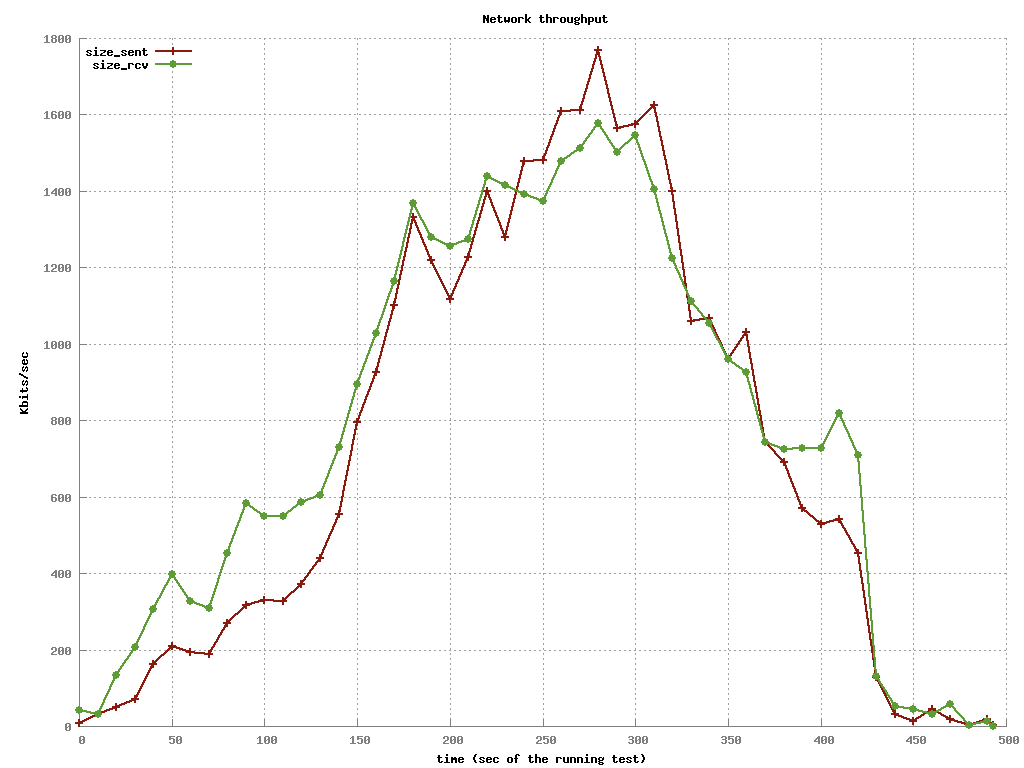 Network throughput
size_sent
size_rcv
1800
1600
1400
1200
1000
800
600
400
200
0
Kbits/sec
0 50 100 150 200 250 300 350 400 450 500
time (sec of the running test)